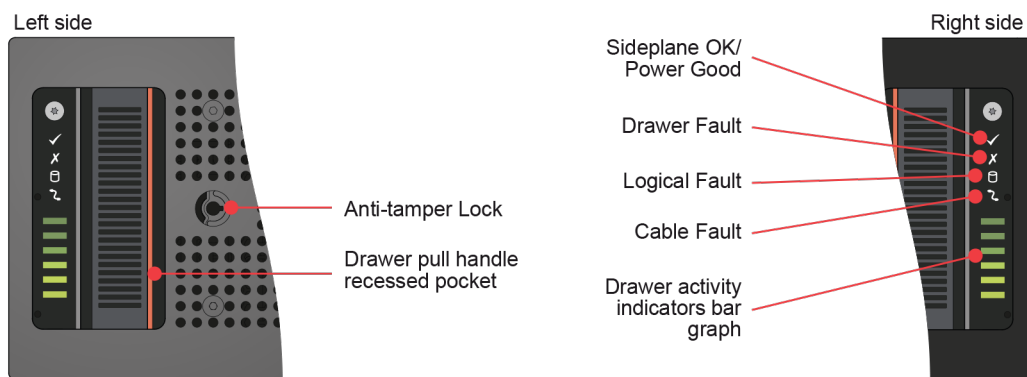 Left side
Right side
Sideplane OK/
Power Good
Drawer Fault
Logical Fault
Cable Fault
Drawer activity
indicators bar
graph
Anti-tamper Lock
Drawer pull handle
recessed pocket